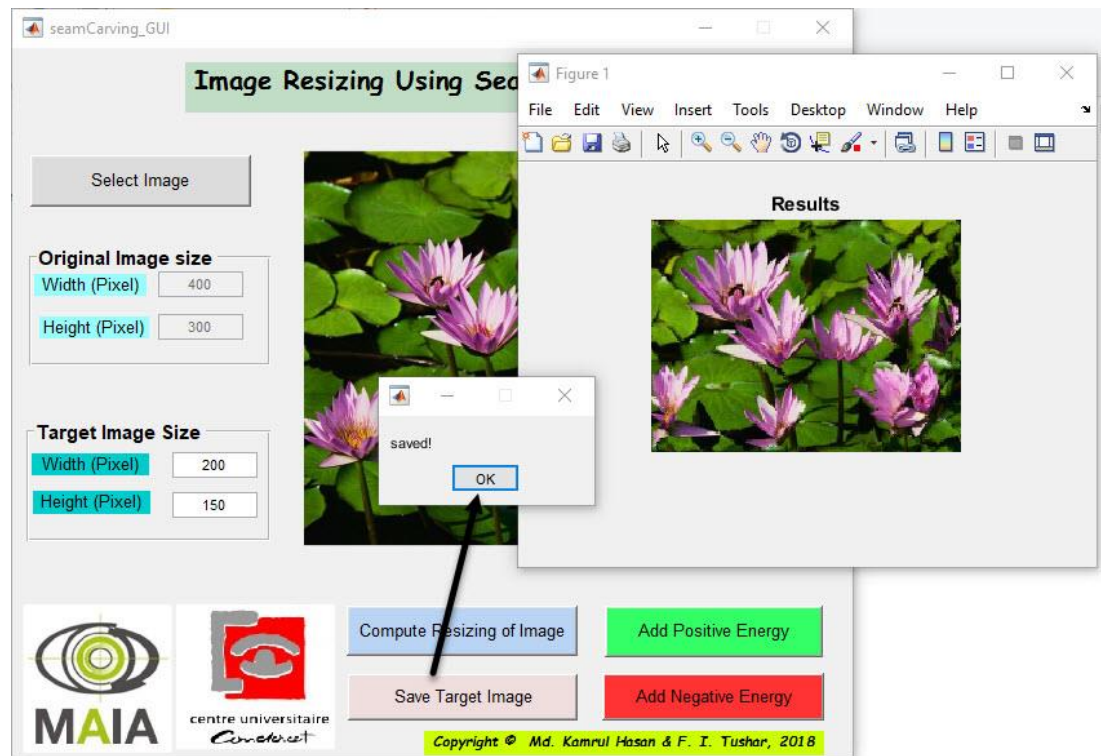 seamCarving_GUI
Image Resizing Using Sea
Select Image
Original Image size
Width (Pixel) 400
Height (Pixel) 300
Target Image Size
Width (Pixel) 200
Height (Pixel) 150
Figure 1
File Edit View Insert Tools Desktop Window Help
Results
saved!
OK
Compute Resizing of Image
Add Positive Energy
Save Target Image
Add Negative Energy
MAIA
centre universitaire
Condorcet
Copyright © Md. Kamrul Hasan & F. I. Tushar, 2018